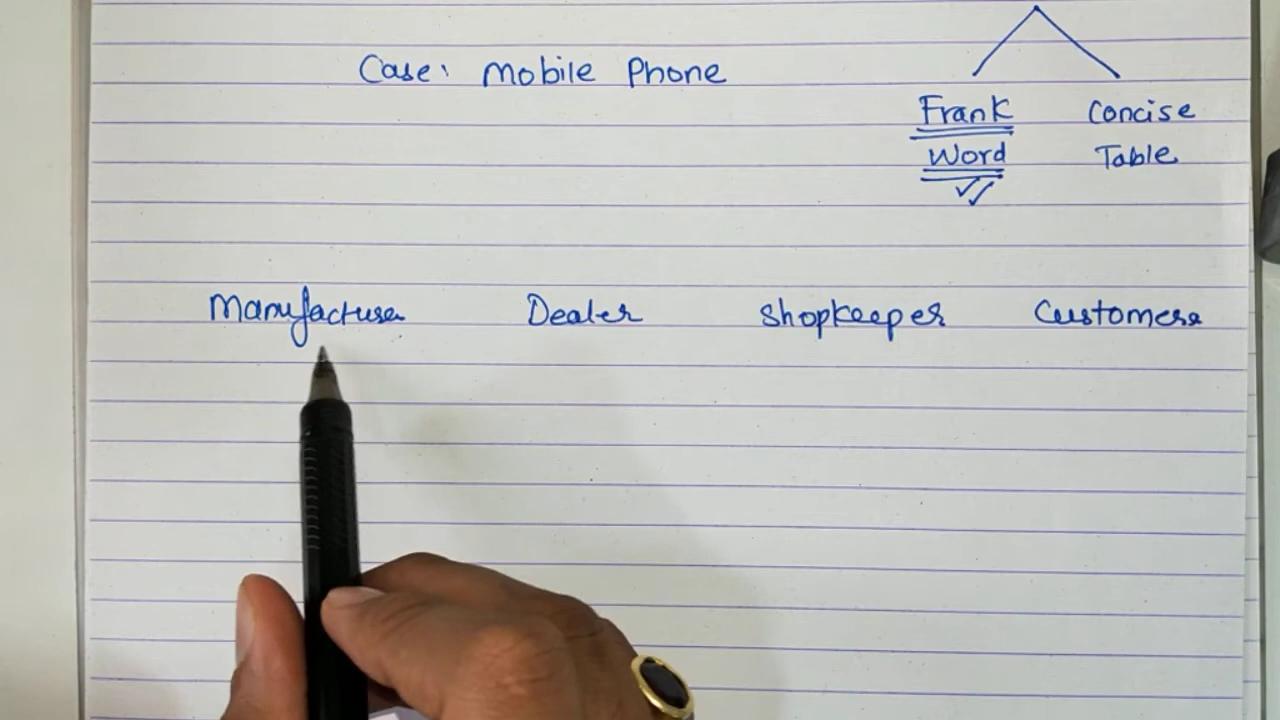 Case: Mobile Phone
Frank Concise
Word Table
Manufacturer Dealer Shopkeeper Customers